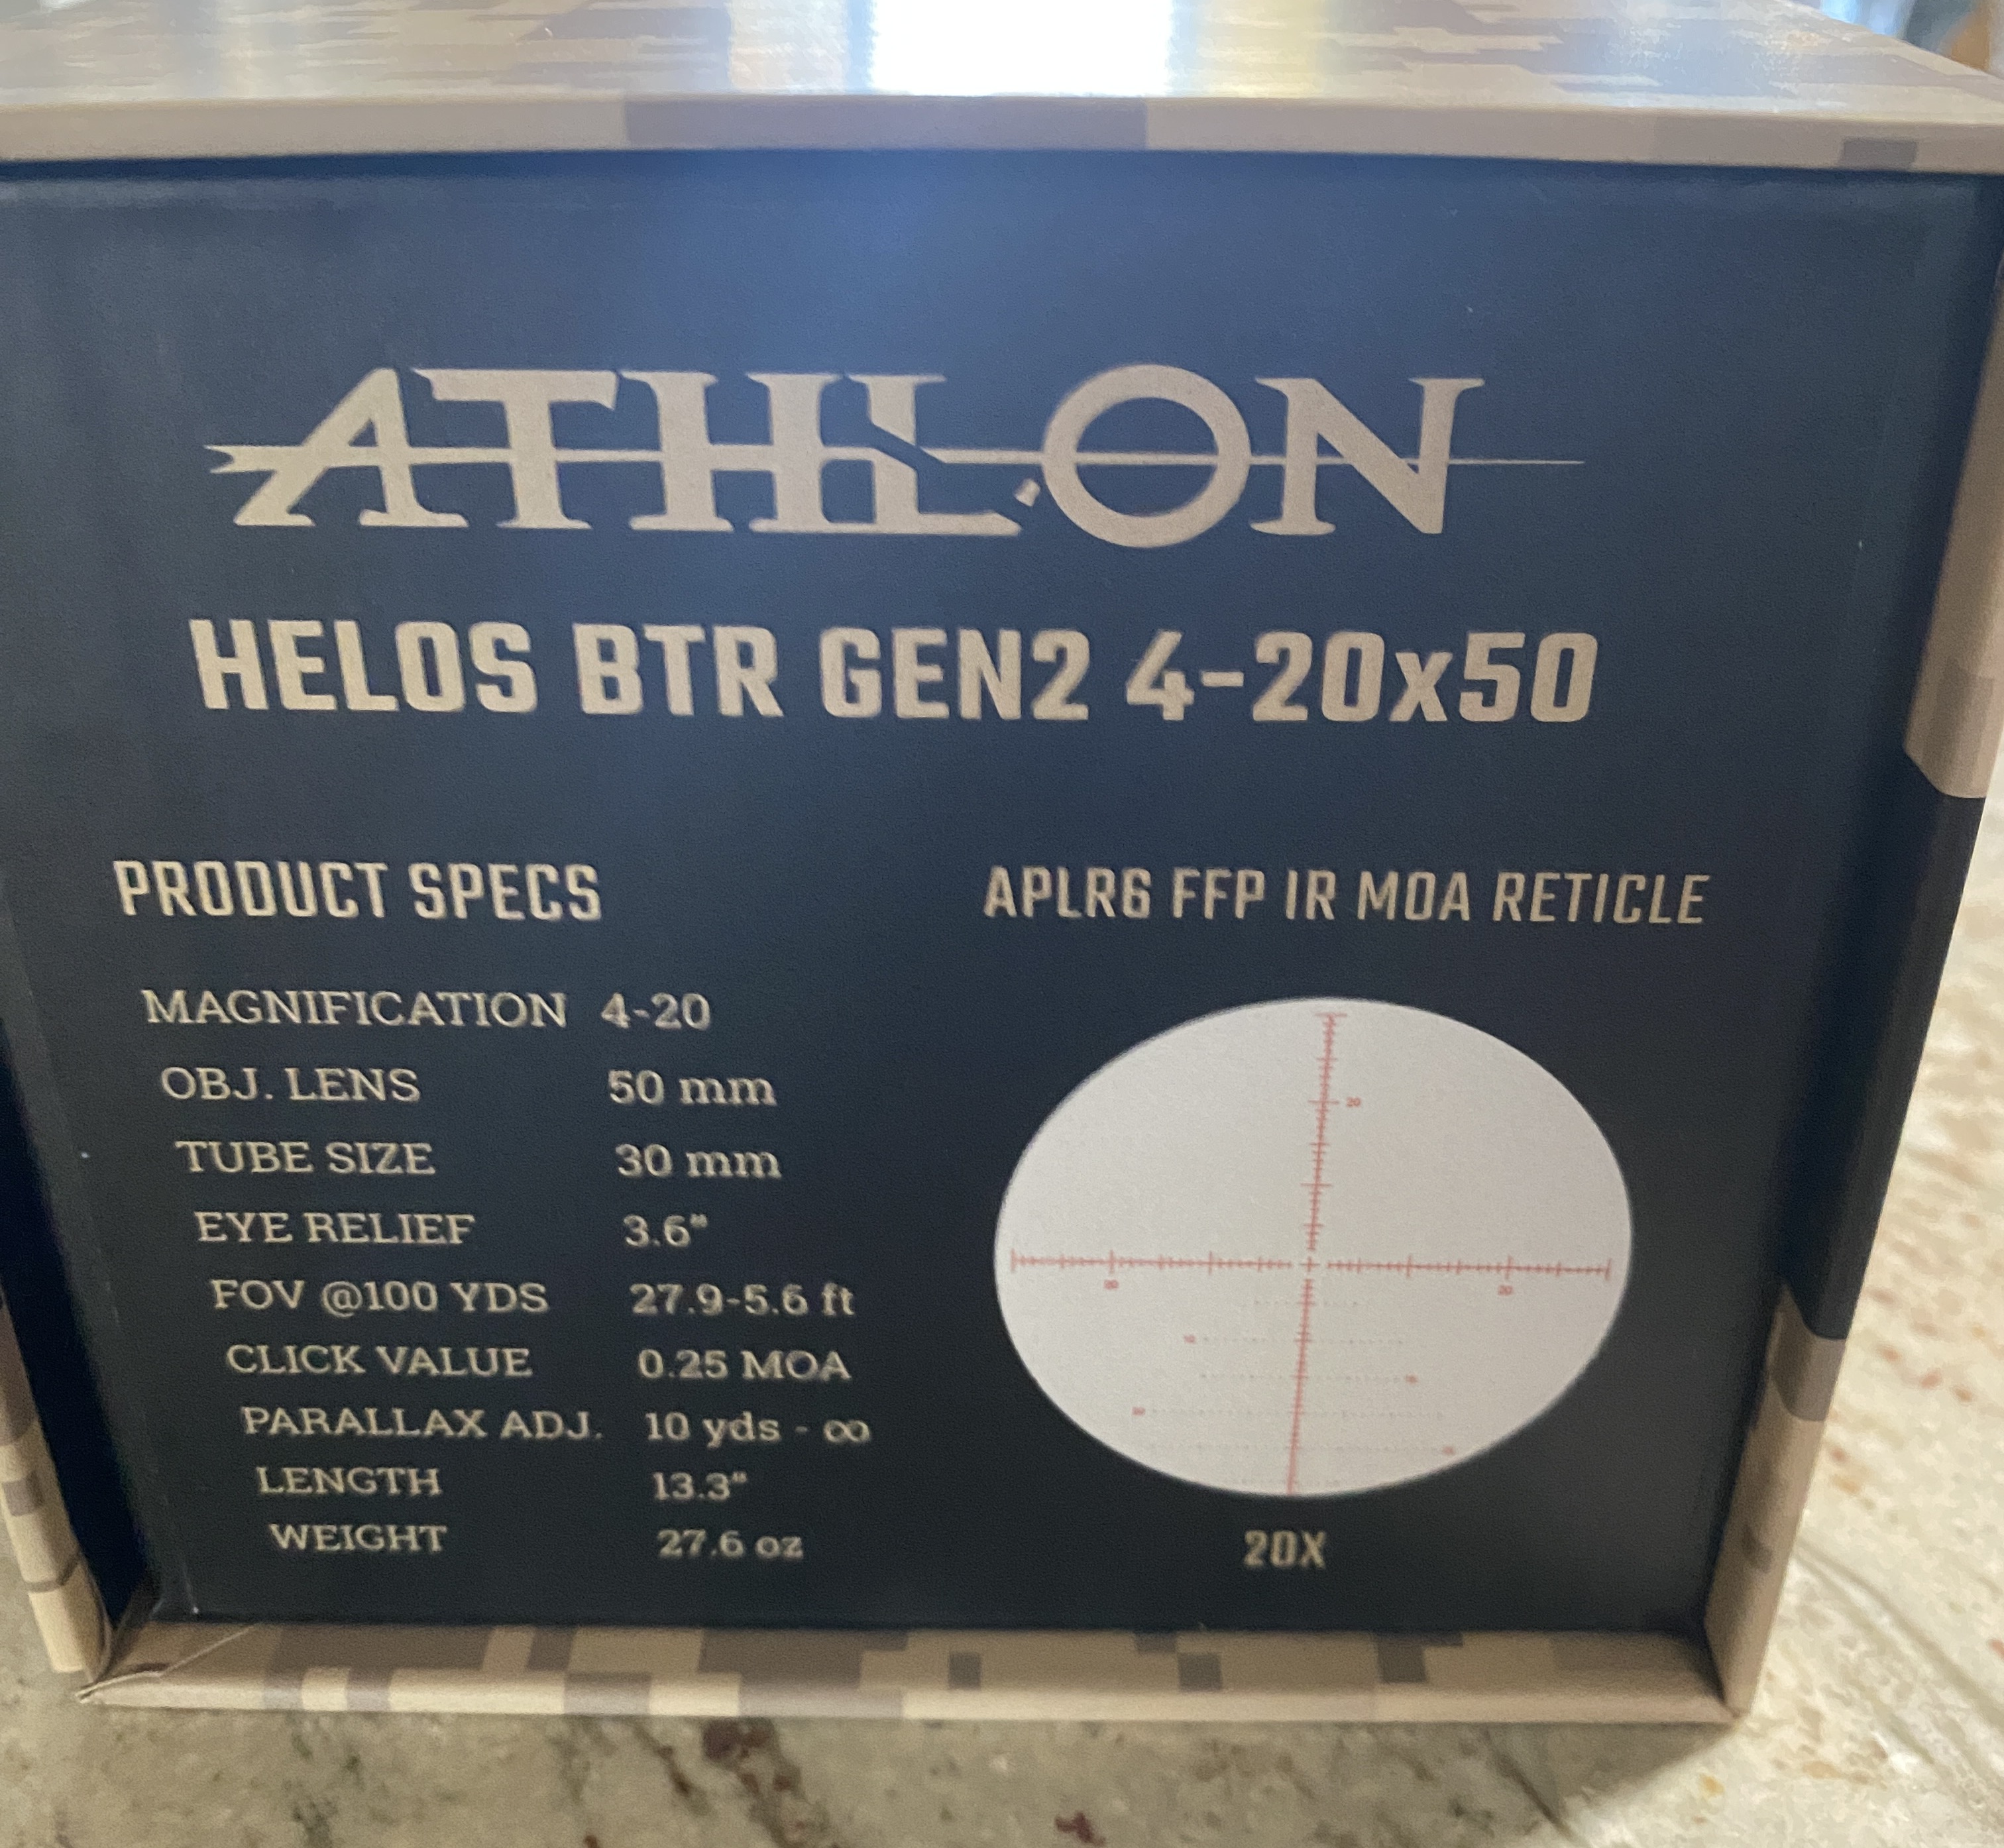 ATHLON
HELOS BTR GEN2 4-20x50
PRODUCT SPECS
MAGNIFICATION 4-20
OBJ. LENS 50 mm
TUBE SIZE 30 mm
EYE RELIEF 3.6"
FOV @100 YDS 27.9-5.6 ft
CLICK VALUE 0.25 MOA
PARALLAX ADJ. 10 yds - ∞
LENGTH 13.3"
WEIGHT 27.6 oz
APLR6 FFP IR MOA RETICLE
20
20
20X